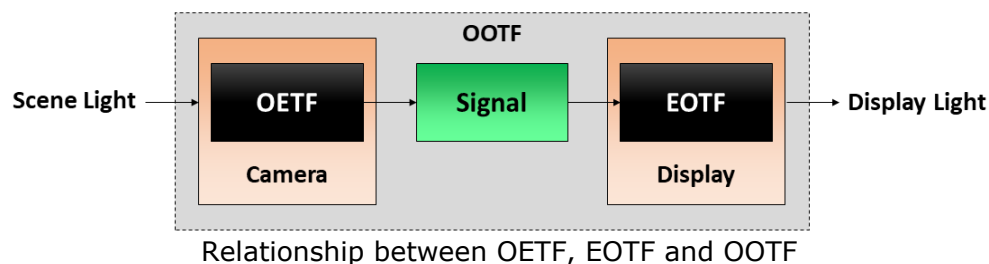 OOTF
Scene Light
OETF
Signal
EOTF
Display Light
Camera
Display
Relationship between OETF, EOTF and OOTF